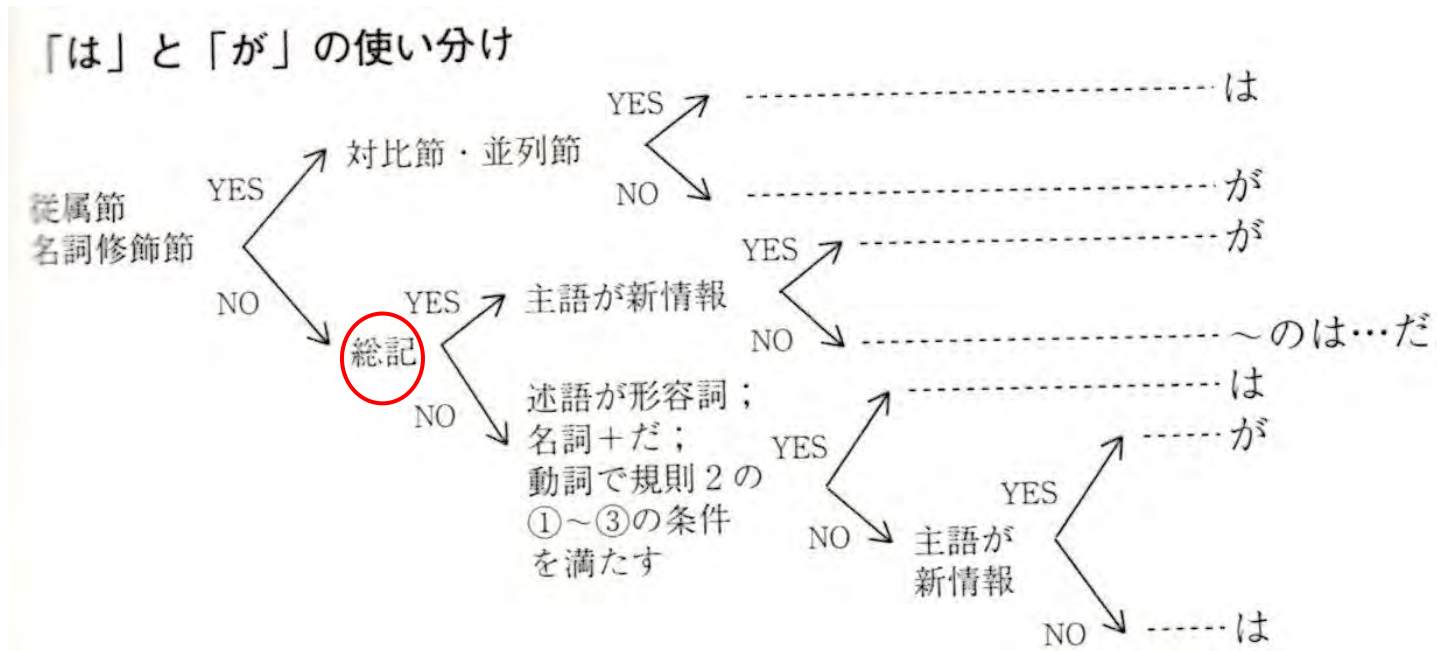 「は」と「が」の使い分け
YES
は
対比節・並列節
YES
NO
が
従属節
名詞修飾節
YES
が
NO
YES
主語が新情報
NO
～のは…だ
総記
NO
述語が形容詞；
名詞＋だ；
動詞で規則2の
①～③の条件
を満たす
YES
は
が
YES
NO
主語が
新情報
NO
は